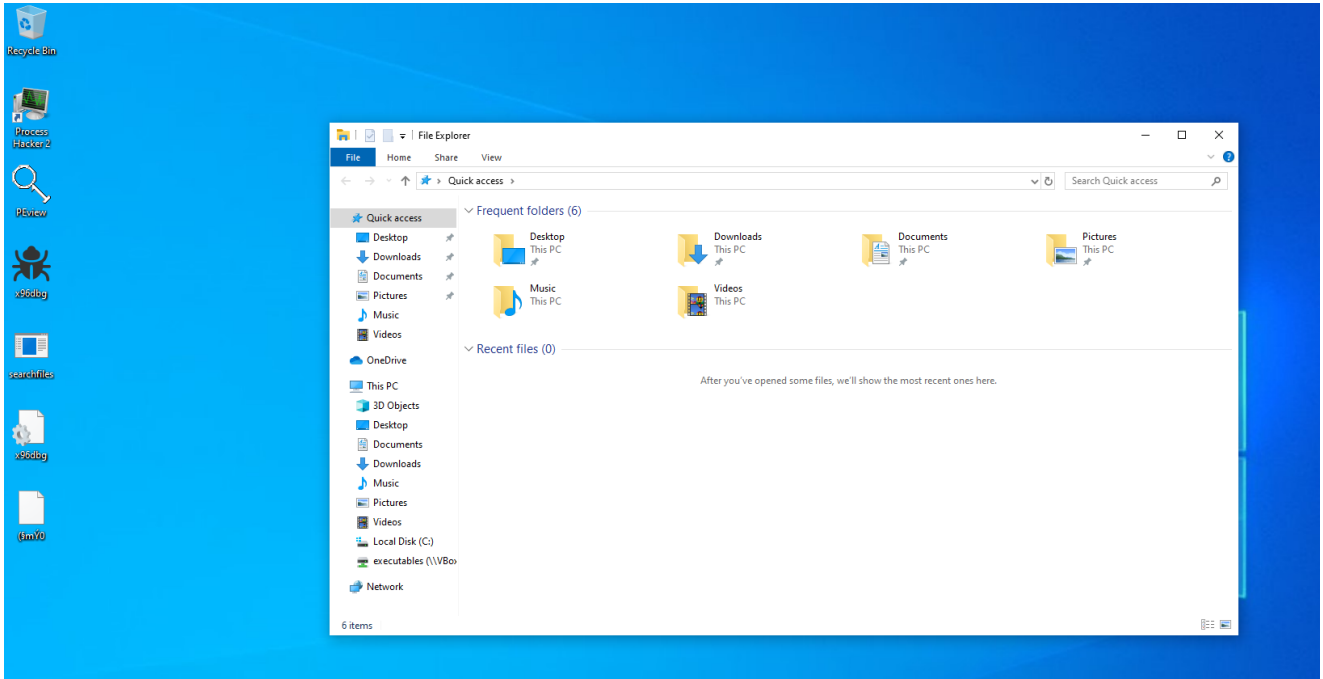 Recycle Bin
Process
Hacker 2
PEview
x96dbg
searchfiles
x96dbg
File Explorer
File Home Share View
Quick access
Search Quick access
Quick access
Desktop
Downloads
Documents
Pictures
Music
Videos
OneDrive
This PC
3D Objects
Desktop
Documents
Downloads
Music
Pictures
Videos
Local Disk (C:)
executables (\\VBox
Network
Frequent folders (6)
Desktop
This PC
Downloads
This PC
Documents
This PC
Pictures
This PC
Music
This PC
Videos
This PC
Recent files (0)
After you've opened some files, we'll show the most recent ones here.
6 items